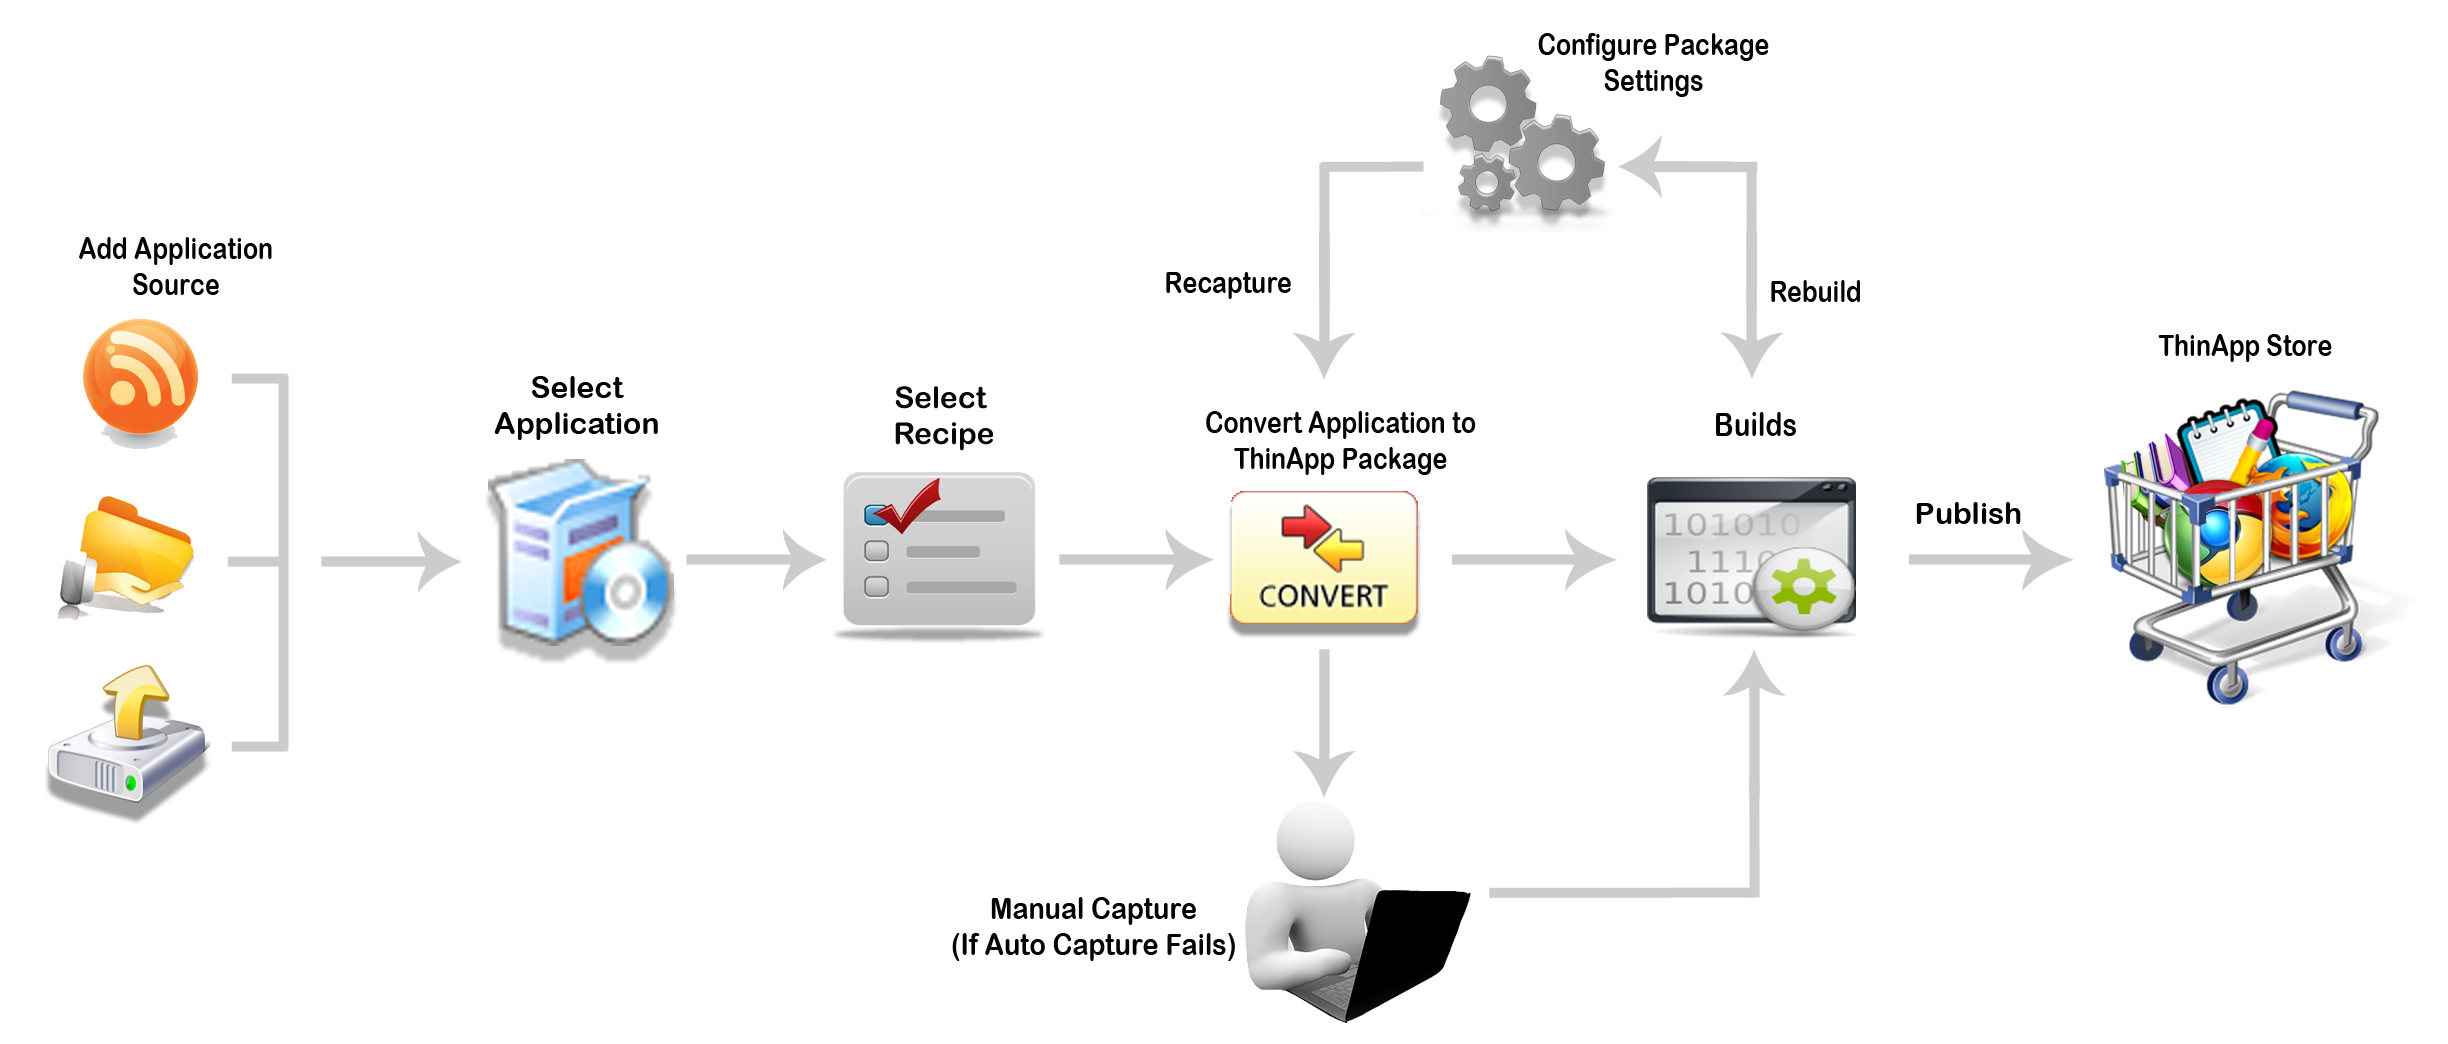 Configure Package
Settings
Add Application
Source
Recapture
Rebuild
ThinApp Store
Select
Application
Select
Recipe
Convert Application to
ThinApp Package
Builds
CONVERT
101010
1110
1010
Publish
Manual Capture
(If Auto Capture Fails)